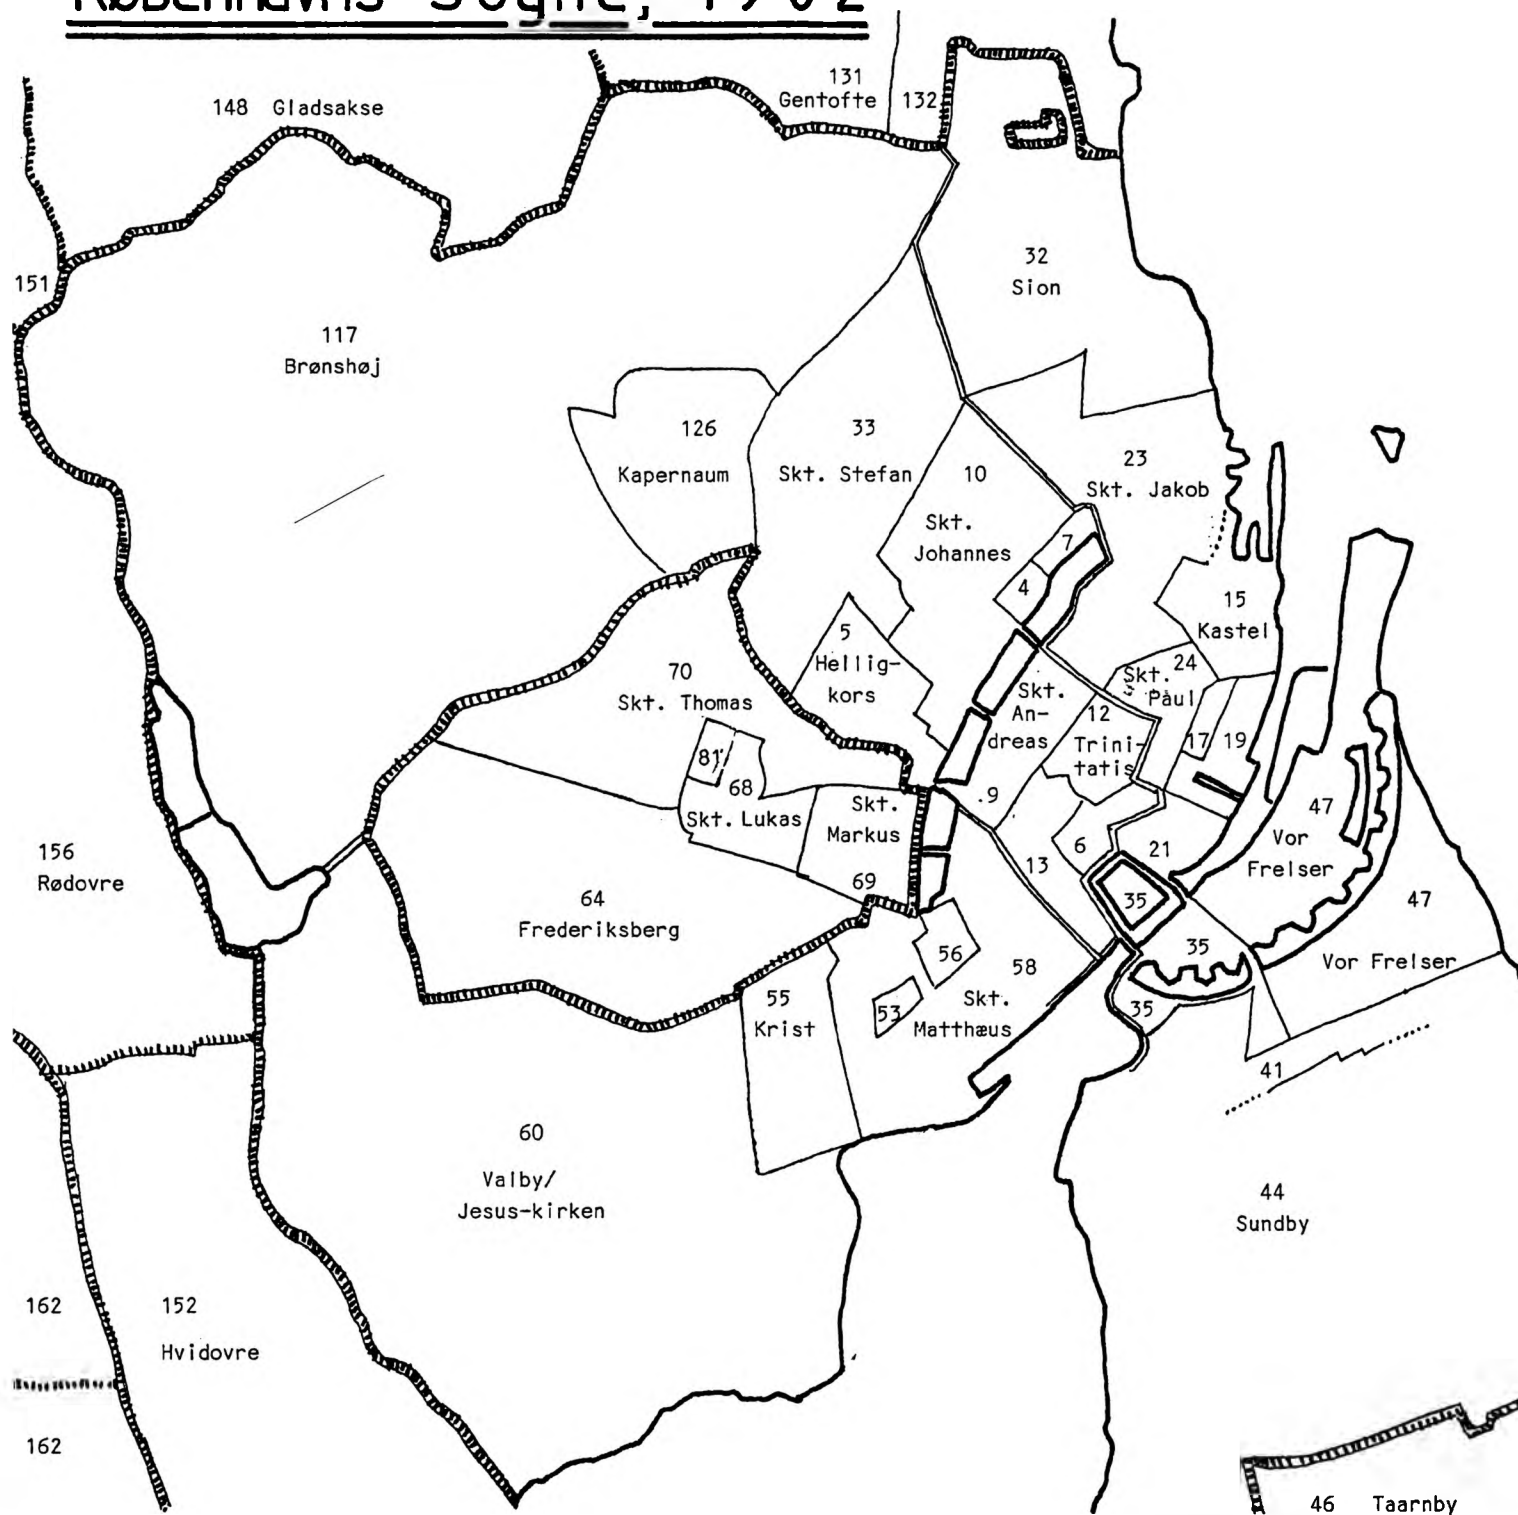 Københavns Sogne, 1902
131
Gentofte
132
148 Gladsakse
151
32
Sion
117
Brønshøj
126
Kapernaum
33
Skt. Stefan
10
Skt.
Johannes
23
Skt. Jakob
7
4
15
Kastel
5
Hellig-
kors
70
Skt. Thomas
24
Skt.
Paul
Skt.
An-
dreas
12
Trini-
tatis
17
19
81
68
Skt. Lukas
Skt.
Markus
69
9
13
6
21
47
Vor
Frelser
156
Rødovre
64
Frederiksberg
35
35
35
47
Vor Frelser
56
58
Skt.
Matthæus
53
55
Krist
41
60
Valby/
Jesus-kirken
44
Sundby
162
152
Hvidovre
162
46 Taarnby